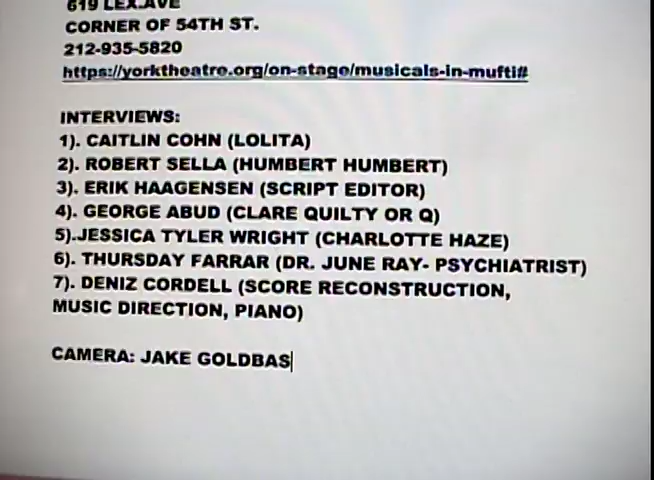 619 LEX.AVE
CORNER OF 54TH ST.
212-935-5820
https://yorktheatre.org/on-stage/musicals-in-mufti#
INTERVIEWS:
1). CAITLIN COHN (LOLITA)
2). ROBERT SELLA (HUMBERT HUMBERT)
3). ERIK HAAGENSEN (SCRIPT EDITOR)
4). GEORGE ABUD (CLARE QUILTY OR Q)
5).JESSICA TYLER WRIGHT (CHARLOTTE HAZE)
6). THURSDAY FARRAR (DR. JUNE RAY- PSYCHIATRIST)
7). DENIZ CORDELL (SCORE RECONSTRUCTION,
MUSIC DIRECTION, PIANO)
CAMERA: JAKE GOLDBAS